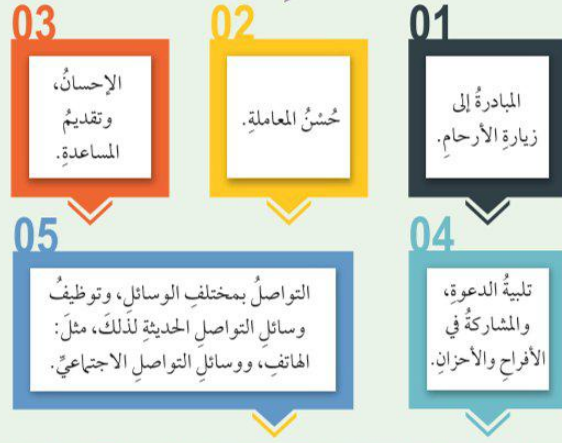 01
المبادرةُ إلى
زيارةِ الأرحامِ.
02
حُسْنُ المعاملةِ.
03
الإحسانُ،
وتقديمُ
المساعدةِ.
04
تلبيةُ الدعوةِ،
والمشاركةُ في
الأفراحِ والأحزانِ.
05
التواصلُ بمختلفِ الوسائلِ، وتوظيفُ
وسائلِ التواصلِ الحديثةِ لذلكَ، مثلَ:
الهاتفِ، ووسائلِ التواصلِ الاجتماعيِّ.